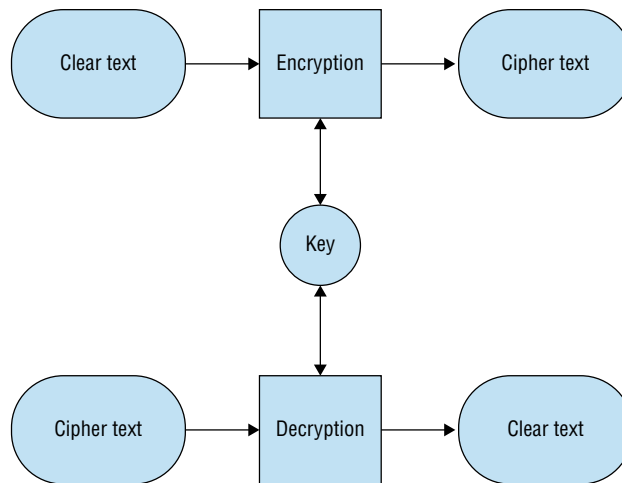 Clear text
Encryption
Cipher text
Key
Cipher text
Decryption
Clear text